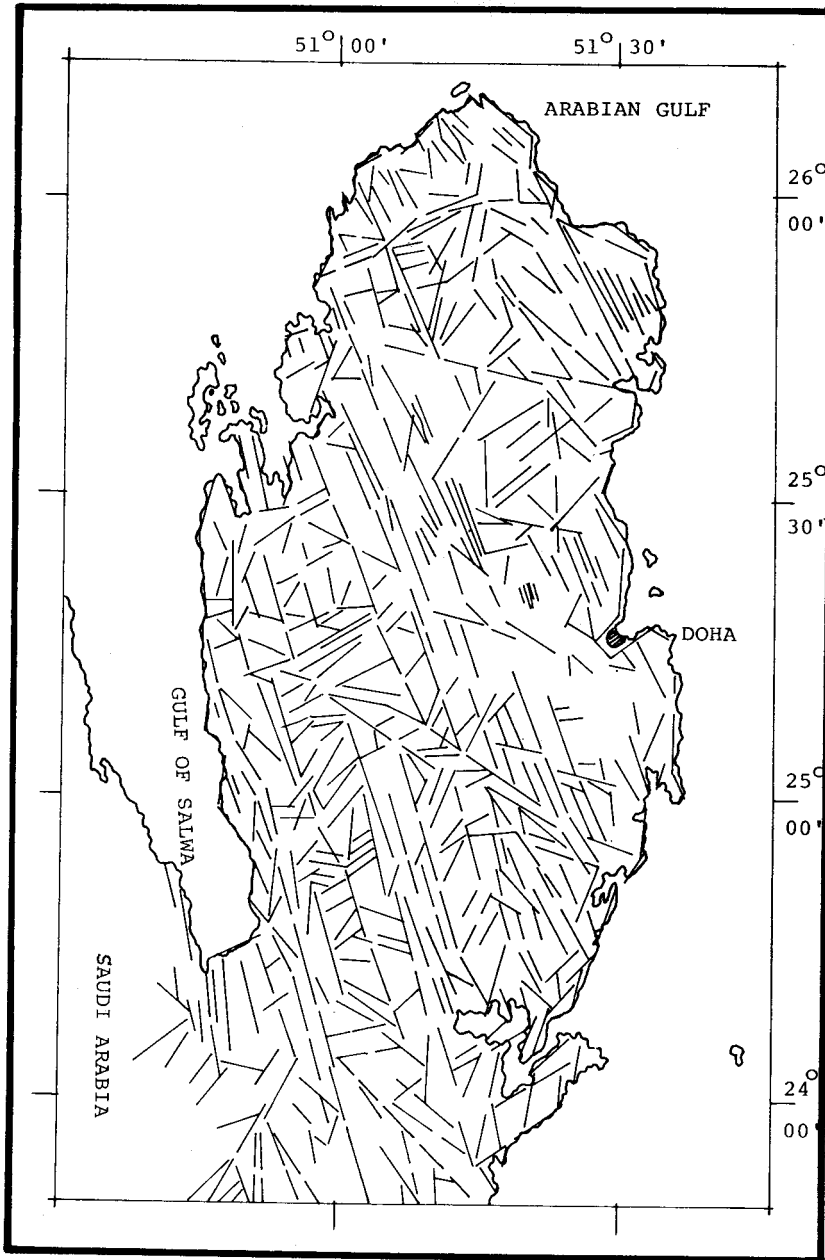 51° 00'
51° 30'
ARABIAN GULF
26°
00'
25°
30'
DOHA
GULF OF SALWA
25°
00'
SAUDI ARABIA
24°
00'